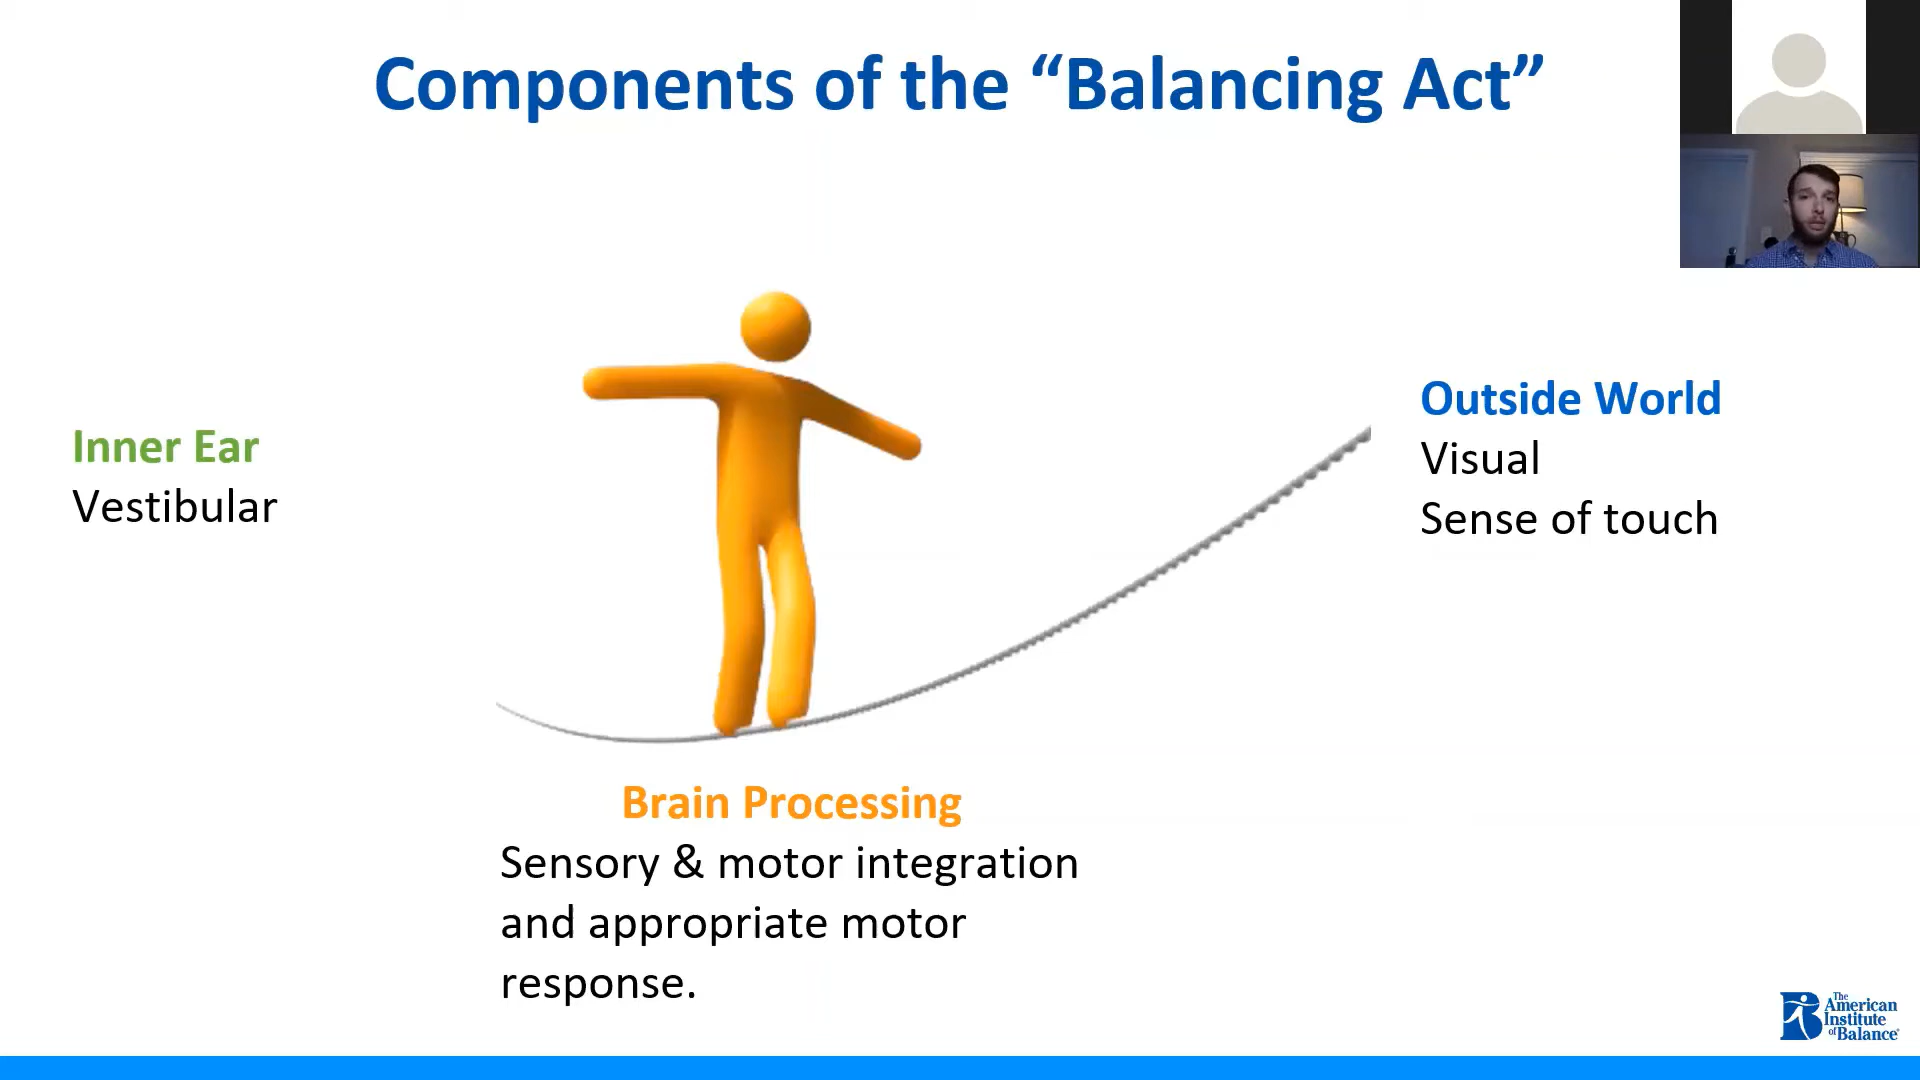 Components of the “Balancing Act”
Inner Ear
Vestibular
Outside World
Visual
Sense of touch
Brain Processing
Sensory & motor integration
and appropriate motor
response.
The
American
Institute
of Balance